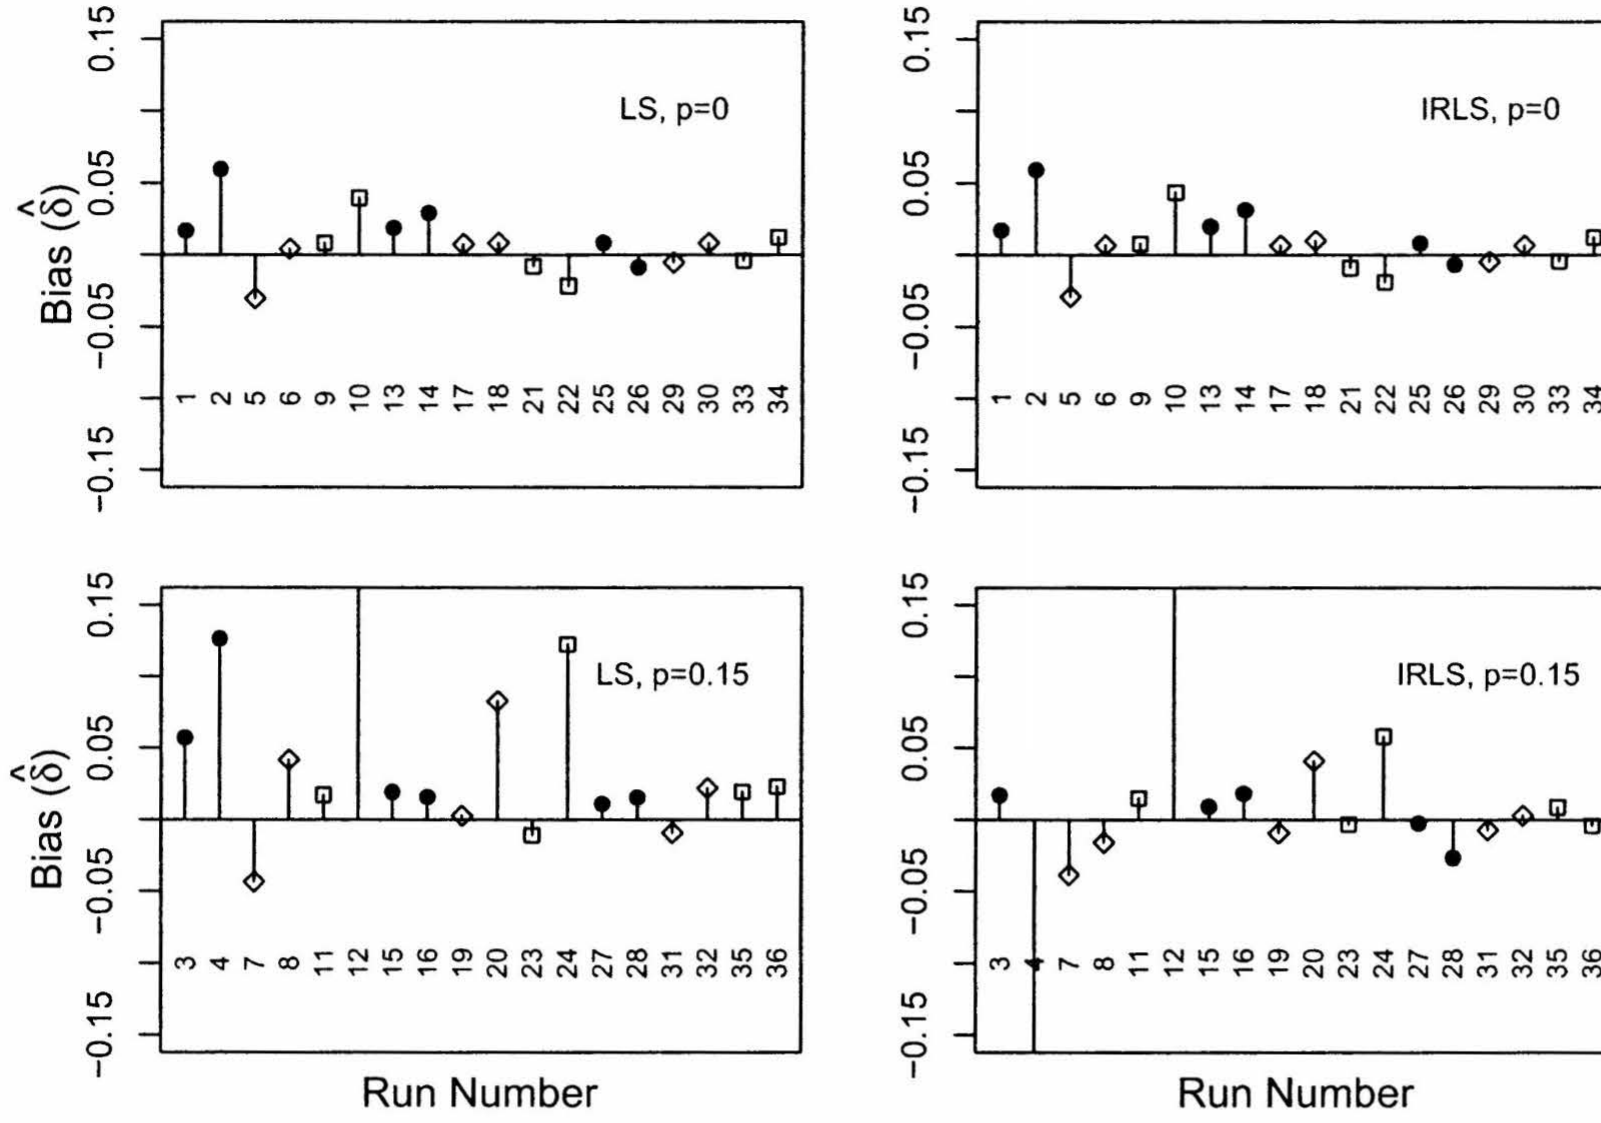 0.15
0.05
−0.05
−0.15
Bias (δ̂)
LS, p=0
1 2 5 6 9 10 13 14 17 18 21 22 25 26 29 30 33 34
0.15
0.05
−0.05
−0.15
IRLS, p=0
1 2 5 6 9 10 13 14 17 18 21 22 25 26 29 30 33 34
0.15
0.05
−0.05
−0.15
Bias (δ̂)
LS, p=0.15
3 4 7 8 11 12 15 16 19 20 23 24 27 28 31 32 35 36
Run Number
0.15
0.05
−0.05
−0.15
IRLS, p=0.15
3 4 7 8 11 12 15 16 19 20 23 24 27 28 31 32 35 36
Run Number